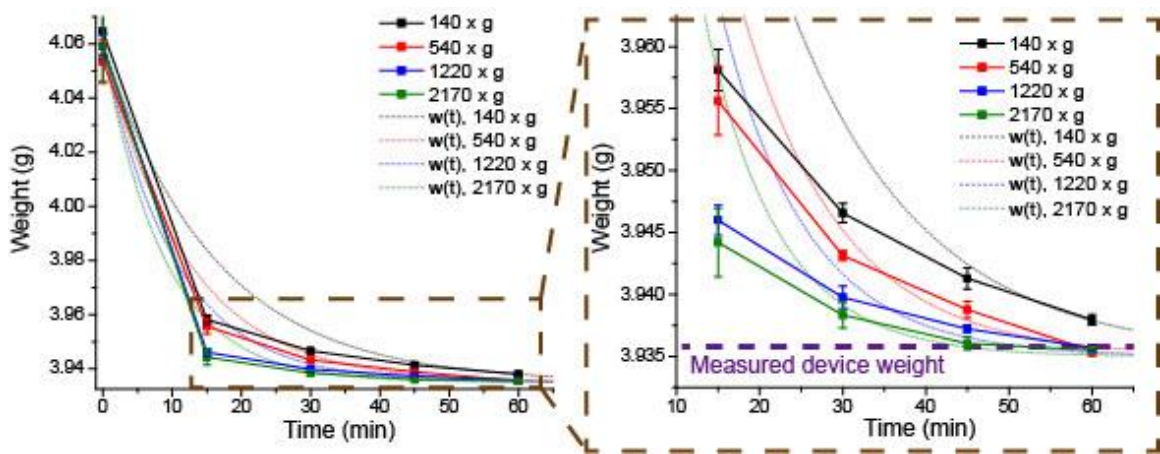 4.06
4.04
4.02
4.00
3.98
3.96
3.94
Weight (g)
0 10 20 30 40 50 60
Time (min)
140 x g
540 x g
1220 x g
2170 x g
w(t), 140 x g
w(t), 540 x g
w(t), 1220 x g
w(t), 2170 x g
3.960
3.955
3.950
3.945
3.940
3.935
Weight (g)
10 20 30 40 50 60
Time (min)
140 x g
540 x g
1220 x g
2170 x g
w(t), 140 x g
w(t), 540 x g
w(t), 1220 x g
w(t), 2170 x g
Measured device weight